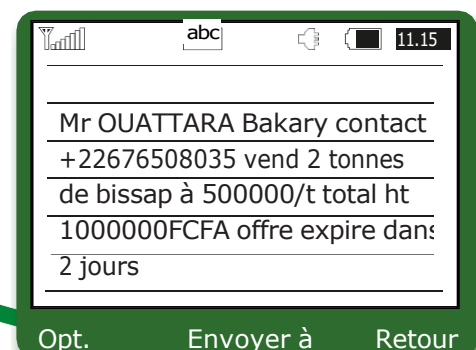 abc 11.15
Mr OUATTARA Bakary contact
+22676508035 vend 2 tonnes
de bissap à 500000/t total ht
1000000FCFA offre expire dans
2 jours
Opt. Envoyer à Retour